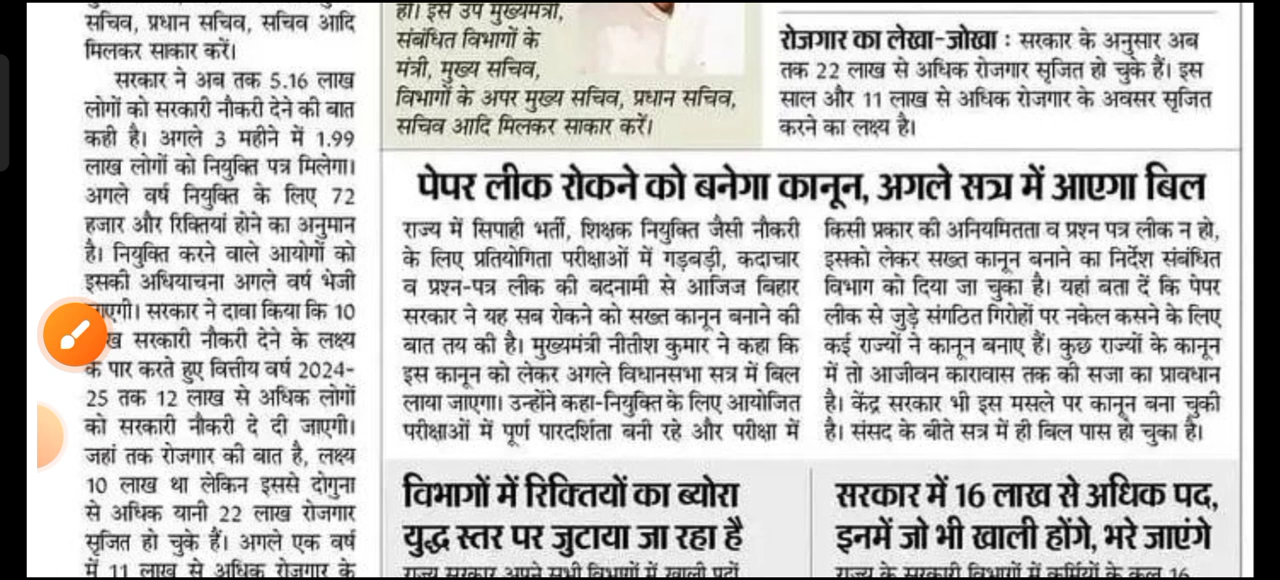 सचिव, प्रधान सचिव, सचिव आदि
मिलकर साकार करें।
सरकार ने अब तक 5.16 लाख
लोगों को सरकारी नौकरी देने की बात
कही है। अगले 3 महीने में 1.99
लाख लोगों को नियुक्ति पत्र मिलेगा।
अगले वर्ष नियुक्ति के लिए 72
हजार और रिक्तियां होने का अनुमान
है। नियुक्ति करने वाले आयोगों को
इसकी अधियाचना अगले वर्ष भेजी
सरकार ने दावा किया कि 10
सरकारी नौकरी देने के लक्ष्य
के पार करते हुए वित्तीय वर्ष 2024-
25 तक 12 लाख से अधिक लोगों
को सरकारी नौकरी दे दी जाएगी।
जहां तक रोजगार की बात है, लक्ष्य
10 लाख था लेकिन इससे दोगुना
से अधिक यानी 22 लाख रोजगार
सृजित हो चुके हैं। अगले एक वर्ष
में 11 लाख से अधिक रोजगार के
हो। इसे उप मुख्यमंत्री,
संबंधित विभागों के
मंत्री, मुख्य सचिव,
विभागों के अपर मुख्य सचिव, प्रधान सचिव,
सचिव आदि मिलकर साकार करें।
रोजगार का लेखा-जोखा : सरकार के अनुसार अब
तक 22 लाख से अधिक रोजगार सृजित हो चुके हैं। इस
साल और 11 लाख से अधिक रोजगार के अवसर सृजित
करने का लक्ष्य है।
पेपर लीक रोकने को बनेगा कानून, अगले सत्र में आएगा बिल
राज्य में सिपाही भर्ती, शिक्षक नियुक्ति जैसी नौकरी
के लिए प्रतियोगिता परीक्षाओं में गड़बड़ी, कदाचार
व प्रश्न-पत्र लीक की बदनामी से आजिज बिहार
सरकार ने यह सब रोकने को सख्त कानून बनाने की
बात तय की है। मुख्यमंत्री नीतीश कुमार ने कहा कि
इस कानून को लेकर अगले विधानसभा सत्र में बिल
लाया जाएगा। उन्होंने कहा-नियुक्ति के लिए आयोजित
परीक्षाओं में पूर्ण पारदर्शिता बनी रहे और परीक्षा में
किसी प्रकार की अनियमितता व प्रश्न पत्र लीक न हो,
इसको लेकर सख्त कानून बनाने का निर्देश संबंधित
विभाग को दिया जा चुका है। यहां बता दें कि पेपर
लीक से जुड़े संगठित गिरोहों पर नकेल कसने के लिए
कई राज्यों ने कानून बनाए हैं। कुछ राज्यों के कानून
में तो आजीवन कारावास तक की सजा का प्रावधान
है। केंद्र सरकार भी इस मसले पर कानून बना चुकी
है। संसद के बीते सत्र में ही बिल पास हो चुका है।
विभागों में रिक्तियों का ब्योरा
युद्ध स्तर पर जुटाया जा रहा है
राज्य सरकार अपने सभी विभागों में खाली पदों
सरकार में 16 लाख से अधिक पद,
इनमें जो भी खाली होंगे, भरे जाएंगे
राज्य के सरकारी विभागों में कर्मियों के कुल 16